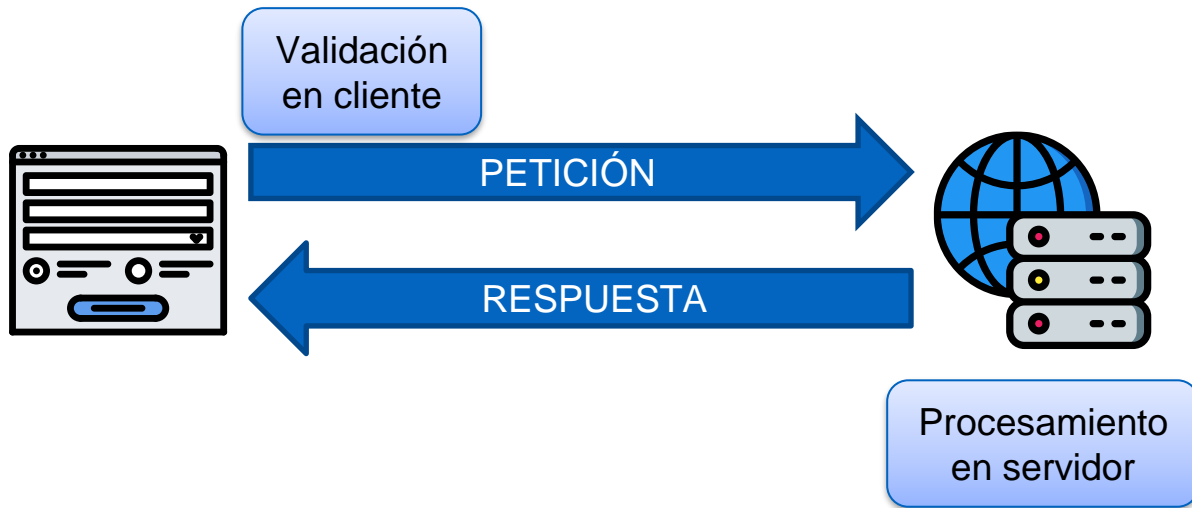 Validación
en cliente
PETICIÓN
RESPUESTA
Procesamiento
en servidor